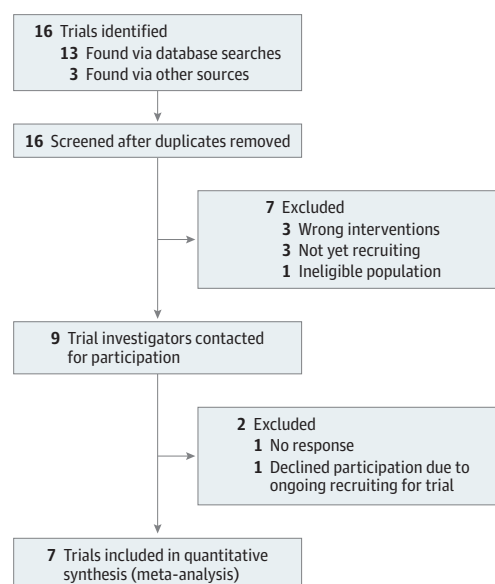 16 Trials identified
13 Found via database searches
3 Found via other sources
16 Screened after duplicates removed
7 Excluded
3 Wrong interventions
3 Not yet recruiting
1 Ineligible population
9 Trial investigators contacted
for participation
2 Excluded
1 No response
1 Declined participation due to
ongoing recruiting for trial
7 Trials included in quantitative
synthesis (meta-analysis)